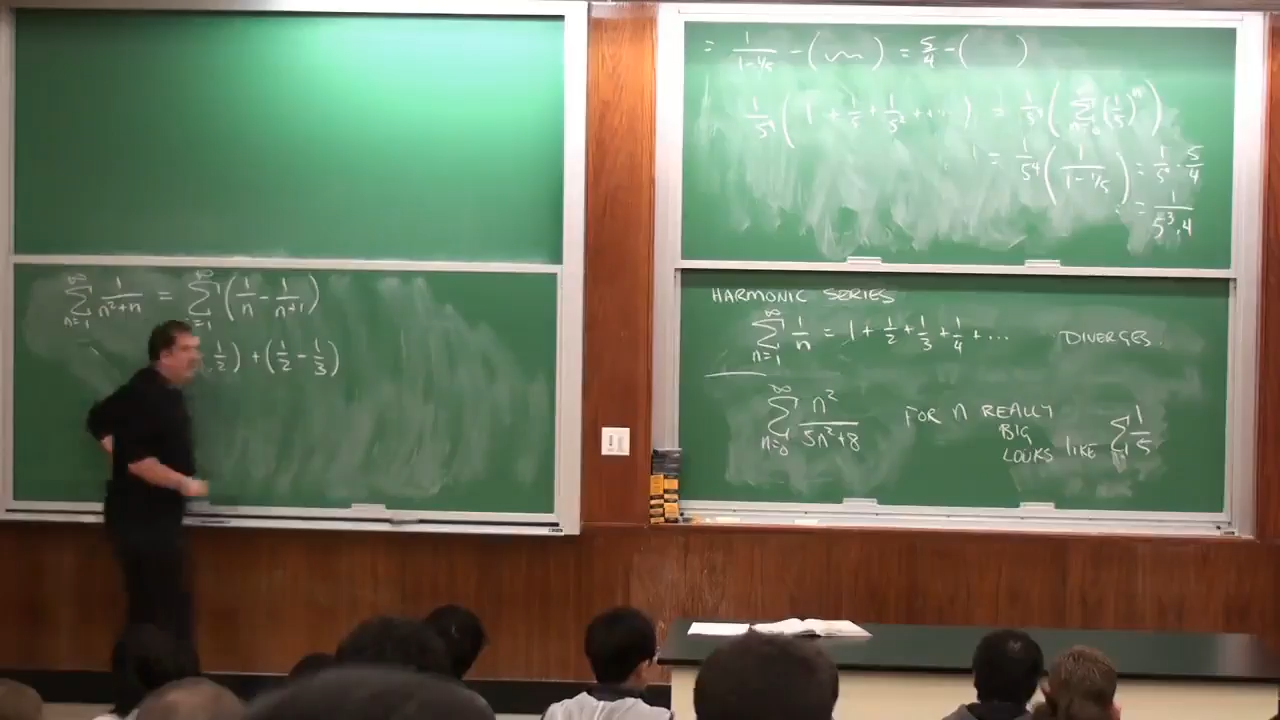 ∞ ∑ n=1 1/(n²+n) = ∞ ∑ n=1 (1/n - 1/(n+1))
1/2) + (1/2 - 1/3)
= 1/(1-1/5) - ( ) = 5/4 - ( )
1/5⁴ (1 + 1/5 + 1/5² + ...) = 1/5⁴ (∑ (1/5)ⁿ)
= 1/5⁴ (1/(1-1/5)) = 1/5⁴ · 5/4
= 1/(5³·4)
HARMONIC SERIES
∞ ∑ n=1 1/n = 1 + 1/2 + 1/3 + 1/4 + ... DIVERGES.
∞ ∑ n=0 n²/(5n²+8) FOR n REALLY
BIG
LOOKS LIKE ∑ 1/5